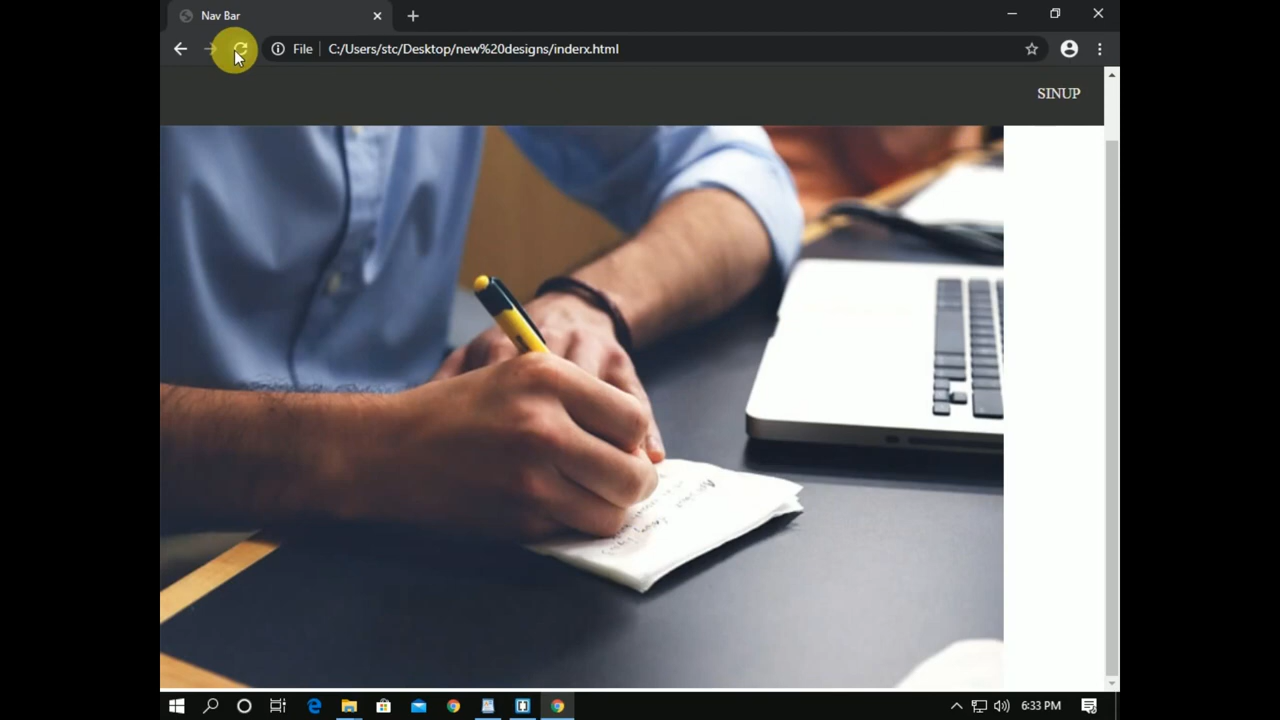 Nav Bar
File
C:/Users/stc/Desktop/new%20designs/inderx.html
SINUP
6:33 PM